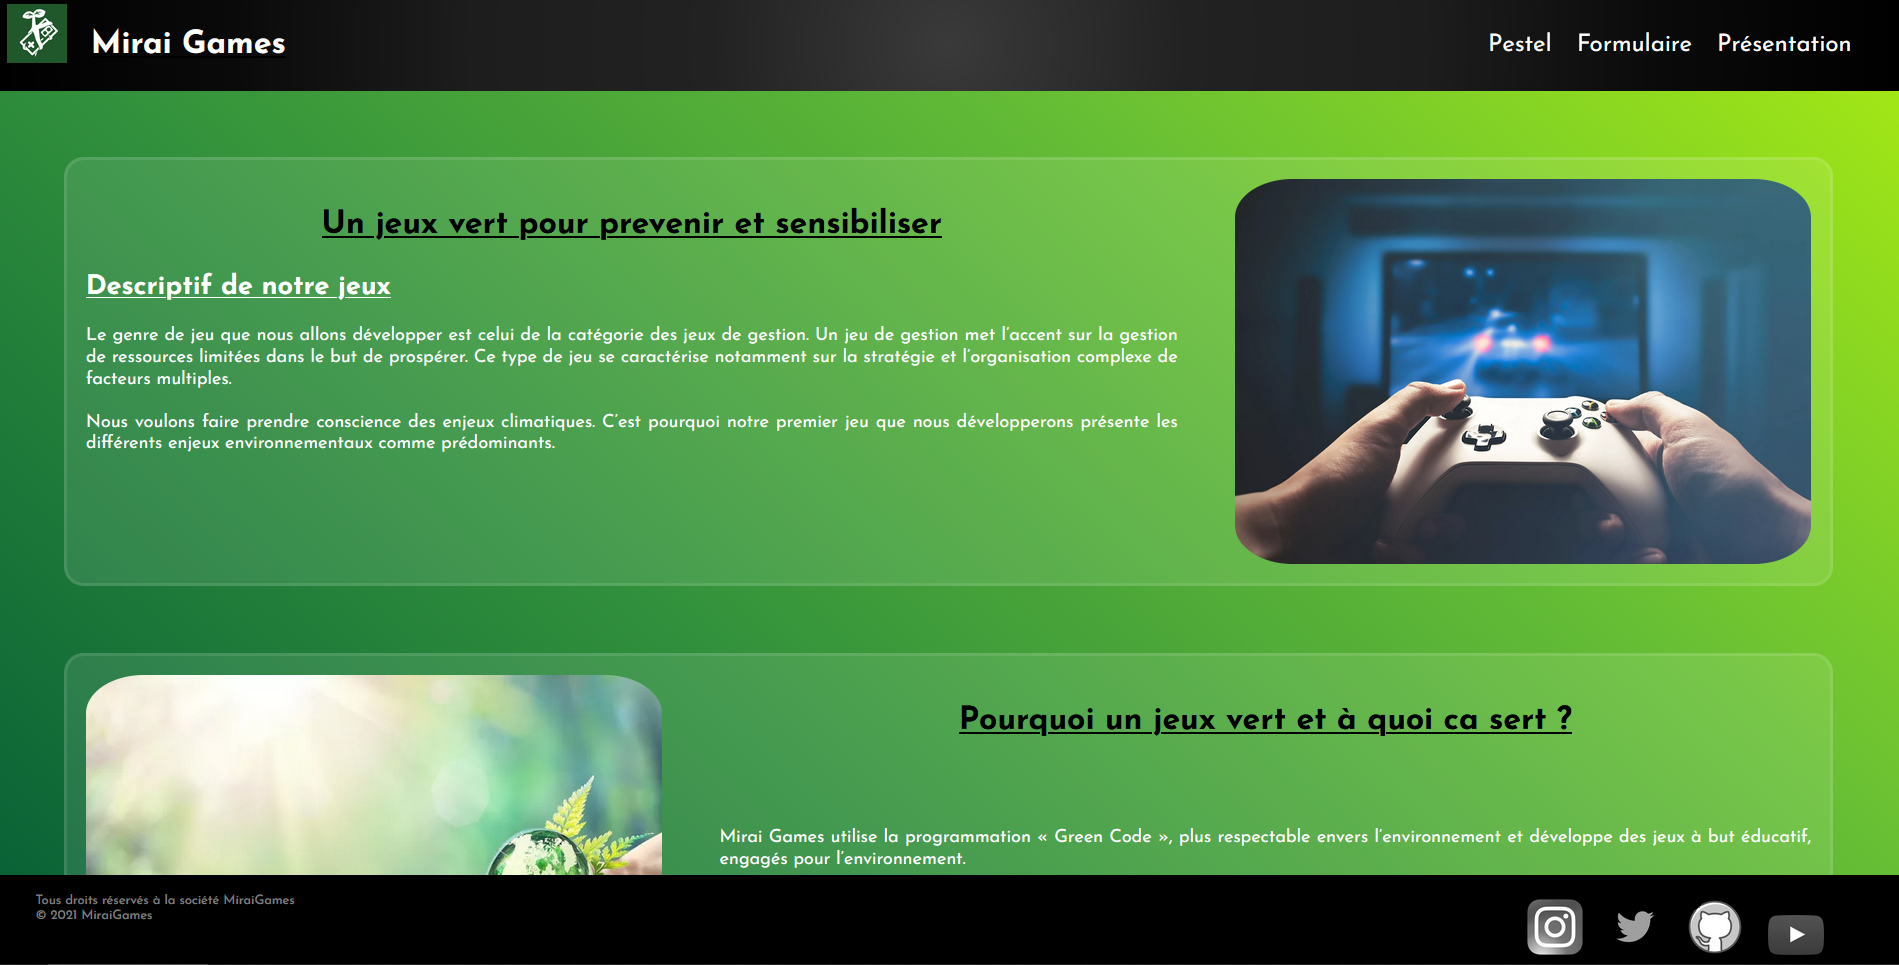 Mirai Games
Pestel Formulaire Présentation
Un jeux vert pour prevenir et sensibiliser
Descriptif de notre jeux
Le genre de jeu que nous allons développer est celui de la catégorie des jeux de gestion. Un jeu de gestion met l'accent sur la gestion
de ressources limitées dans le but de prospérer. Ce type de jeu se caractérise notamment sur la stratégie et l'organisation complexe de
facteurs multiples.
Nous voulons faire prendre conscience des enjeux climatiques. C'est pourquoi notre premier jeu que nous développerons présente les
différents enjeux environnementaux comme prédominants.
Pourquoi un jeux vert et à quoi ca sert ?
Mirai Games utilise la programmation « Green Code », plus respectable envers l'environnement et développe des jeux à but éducatif,
engagés pour l'environnement.
Tous droits réservés à la société MiraiGames
© 2021 MiraiGames